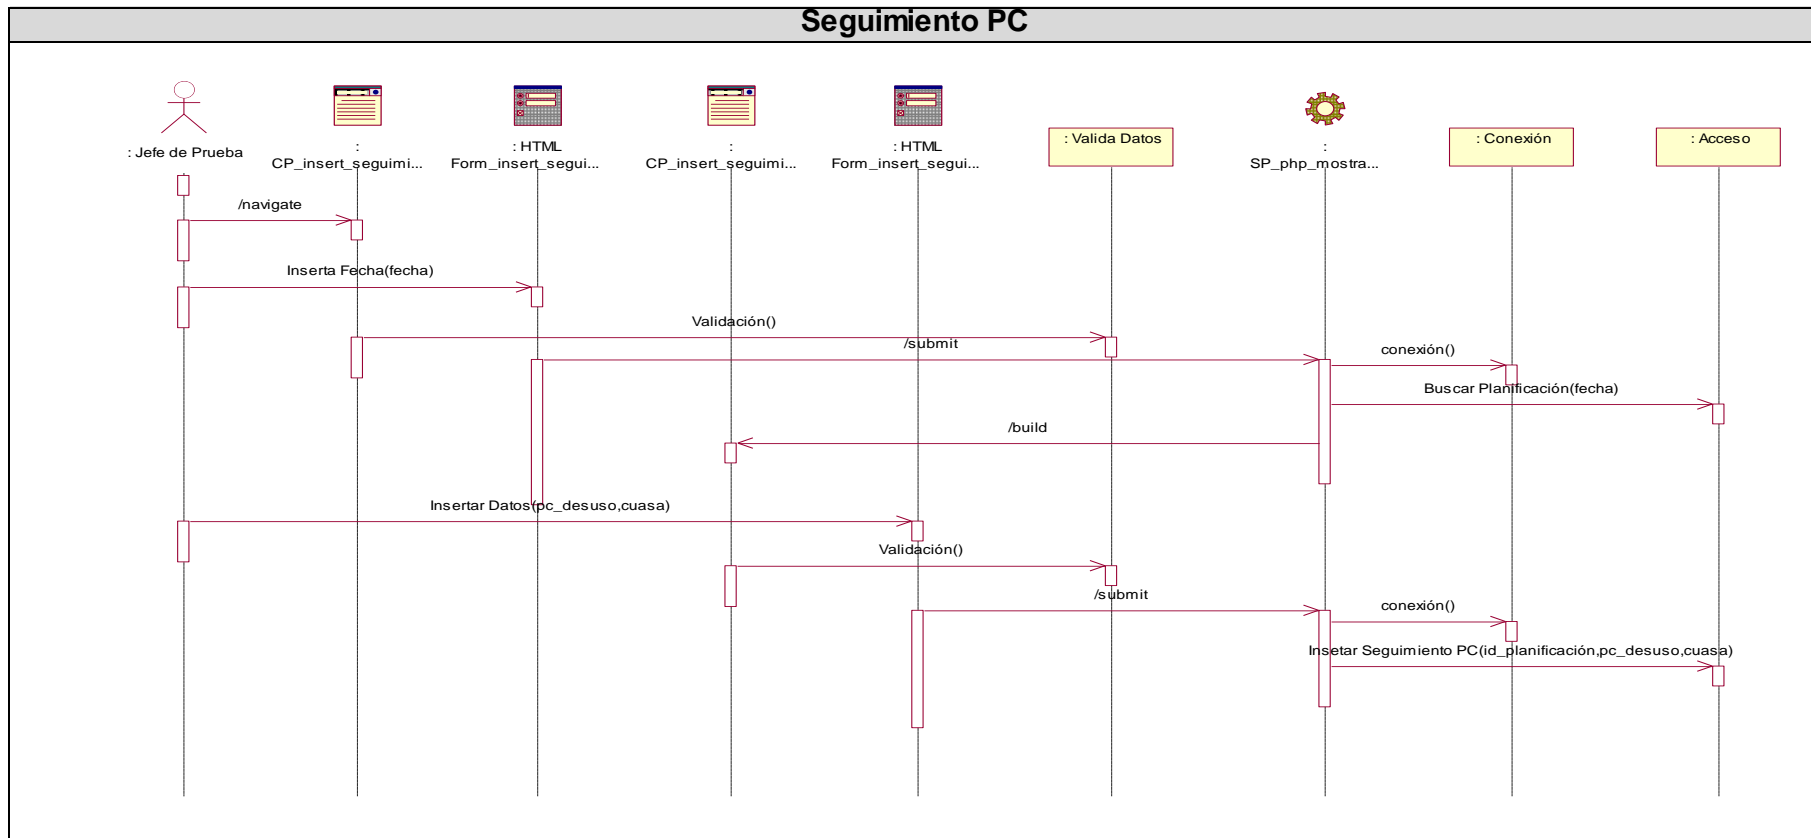 Seguimiento PC
: Jefe de Prueba
:
CP_insert_seguimi...
: HTML
Form_insert_segui...
:
CP_insert_seguimi...
: HTML
Form_insert_segui...
: Valida Datos
:
SP_php_mostra...
: Conexión
: Acceso
/navigate
Inserta Fecha(fecha)
Validación()
/submit
conexión()
Buscar Planificación(fecha)
/build
Insertar Datos(pc_desuso,cuasa)
Validación()
/submit
conexión()
Insetar Seguimiento PC(id_planificación,pc_desuso,cuasa)